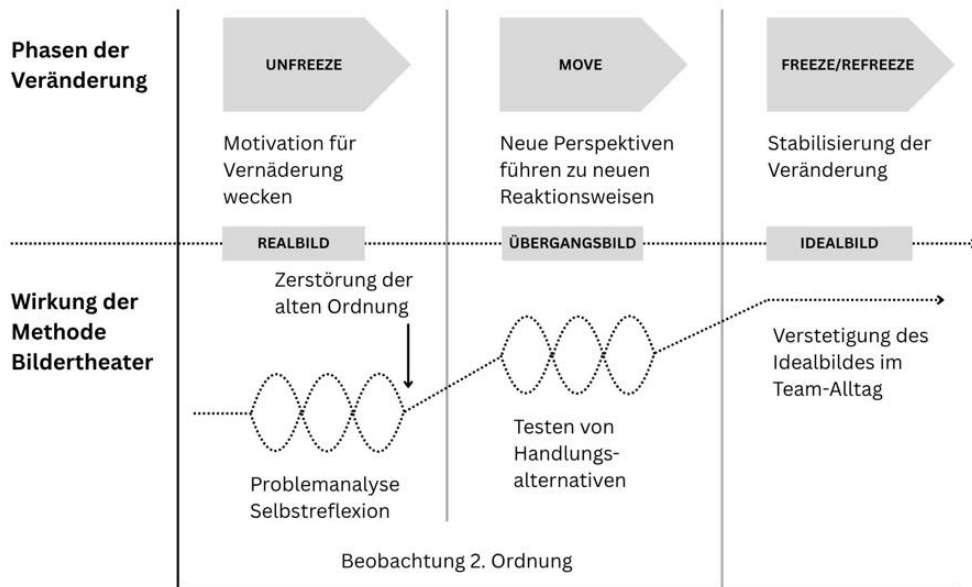 Phasen der
Veränderung
UNFREEZE
MOVE
FREEZE/REFREEZE
Motivation für
Vernäderung
wecken
Neue Perspektiven
führen zu neuen
Reaktionsweisen
Stabilisierung der
Veränderung
REALBILD
ÜBERGANGSBILD
IDEALBILD
Wirkung der
Methode
Bildertheater
Zerstörung der
alten Ordnung
Problemanalyse
Selbstreflexion
Testen von
Handlungs-
alternativen
Verstetigung des
Idealbildes im
Team-Alltag
Beobachtung 2. Ordnung